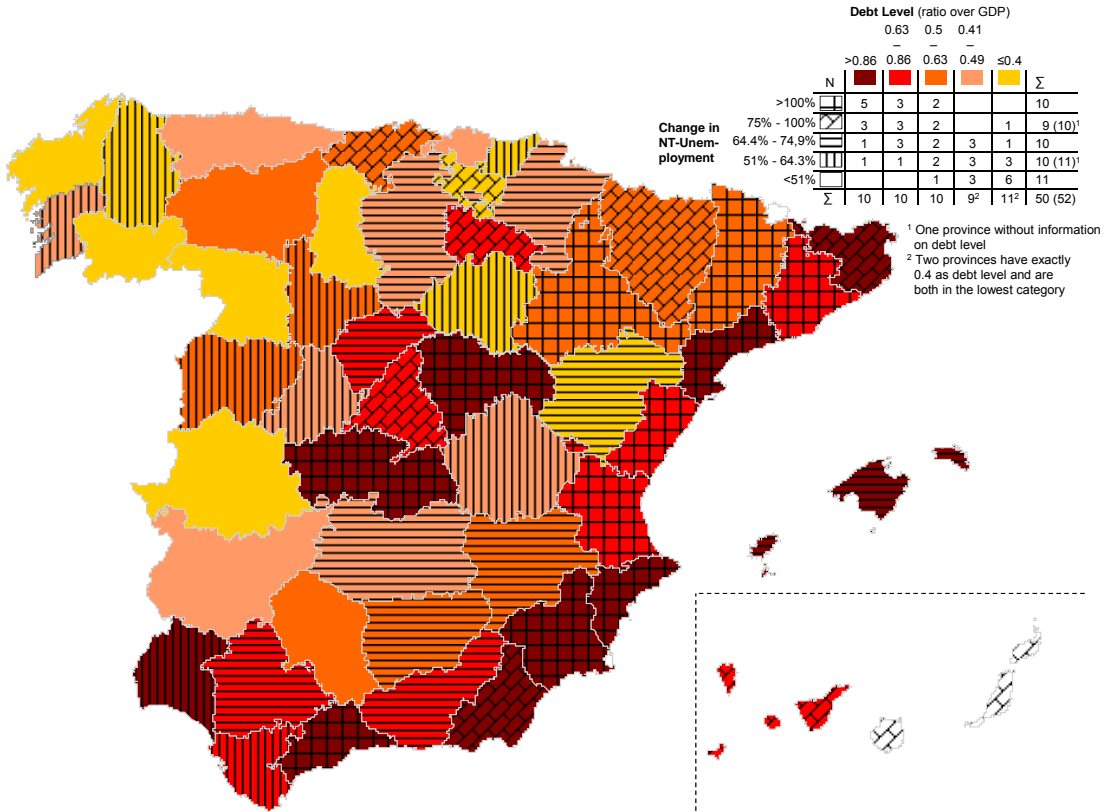 Debt Level (ratio over GDP)
0.63 0.5 0.41
– – –
>0.86 0.86 0.63 0.49 ≤0.4
N Σ
>100% 5 3 2 10
75% - 100% 3 3 2 1 9 (10)¹
Change in NT-Unem-ployment
64.4% - 74,9% 1 3 2 3 1 10
51% - 64.3% 1 1 2 3 3 10 (11)¹
<51% 1 3 6 11
Σ 10 10 10 9² 11² 50 (52)
¹ One province without information
on debt level
² Two provinces have exactly
0.4 as debt level and are
both in the lowest category